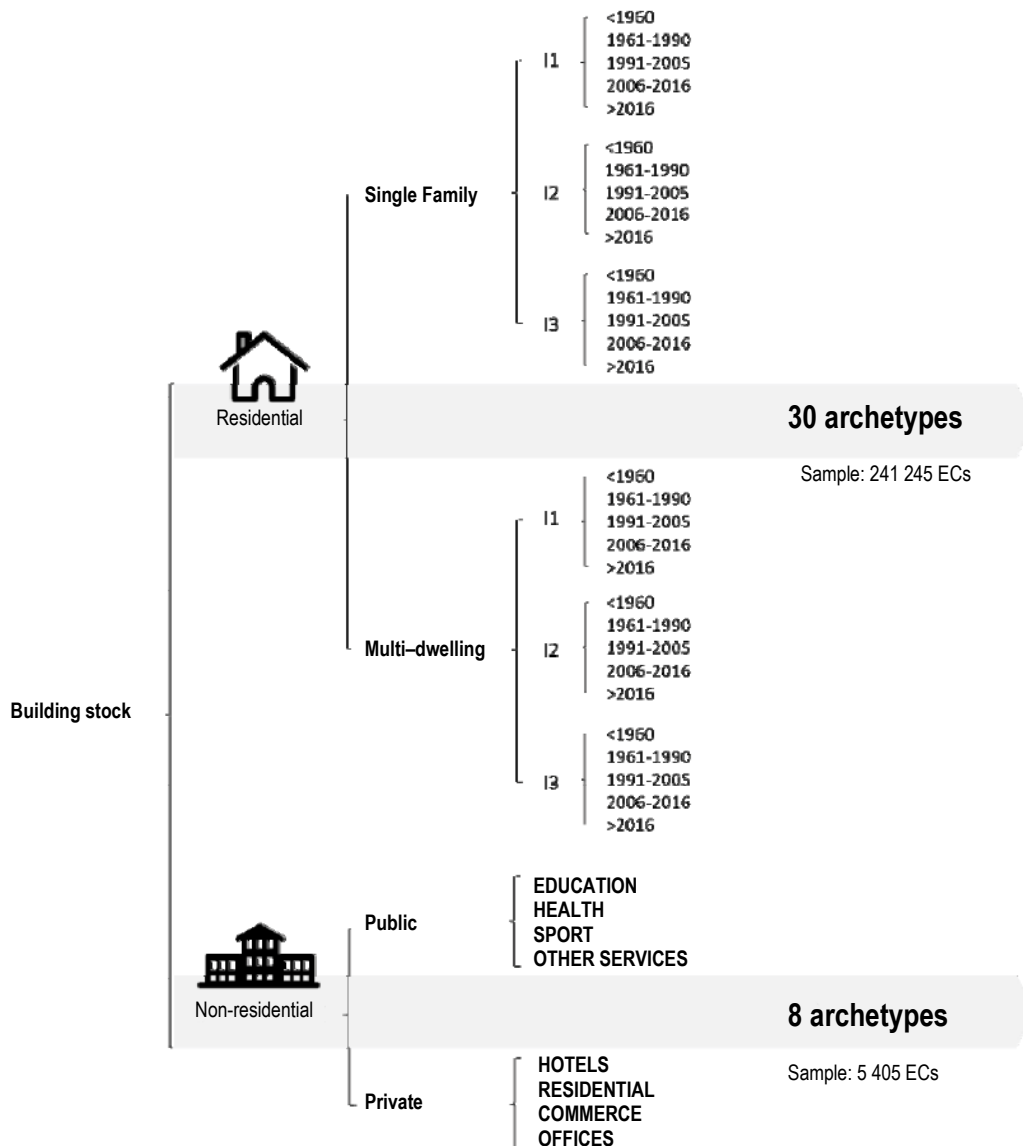 Building stock
Residential
Single Family
I1
<1960
1961-1990
1991-2005
2006-2016
>2016
I2
<1960
1961-1990
1991-2005
2006-2016
>2016
I3
<1960
1961-1990
1991-2005
2006-2016
>2016
30 archetypes
Sample: 241 245 ECs
Multi–dwelling
I1
<1960
1961-1990
1991-2005
2006-2016
>2016
I2
<1960
1961-1990
1991-2005
2006-2016
>2016
I3
<1960
1961-1990
1991-2005
2006-2016
>2016
Non-residential
Public
EDUCATION
HEALTH
SPORT
OTHER SERVICES
8 archetypes
Sample: 5 405 ECs
Private
HOTELS
RESIDENTIAL
COMMERCE
OFFICES